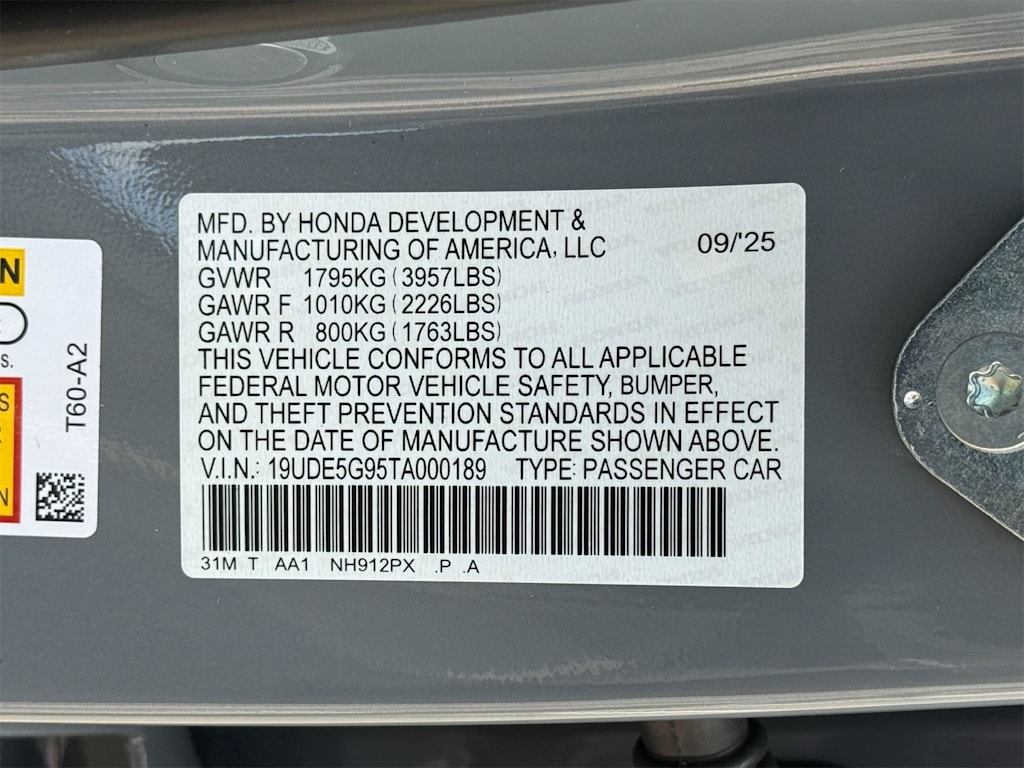 MFD. BY HONDA DEVELOPMENT &
MANUFACTURING OF AMERICA, LLC 09/'25
GVWR 1795KG (3957LBS)
GAWR F 1010KG (2226LBS)
GAWR R 800KG (1763LBS)
THIS VEHICLE CONFORMS TO ALL APPLICABLE
FEDERAL MOTOR VEHICLE SAFETY, BUMPER,
AND THEFT PREVENTION STANDARDS IN EFFECT
ON THE DATE OF MANUFACTURE SHOWN ABOVE.
V.I.N.: 19UDE5G95TA000189 TYPE: PASSENGER CAR
31M T AA1 NH912PX .P .A
N
S.
S
N
T60-A2